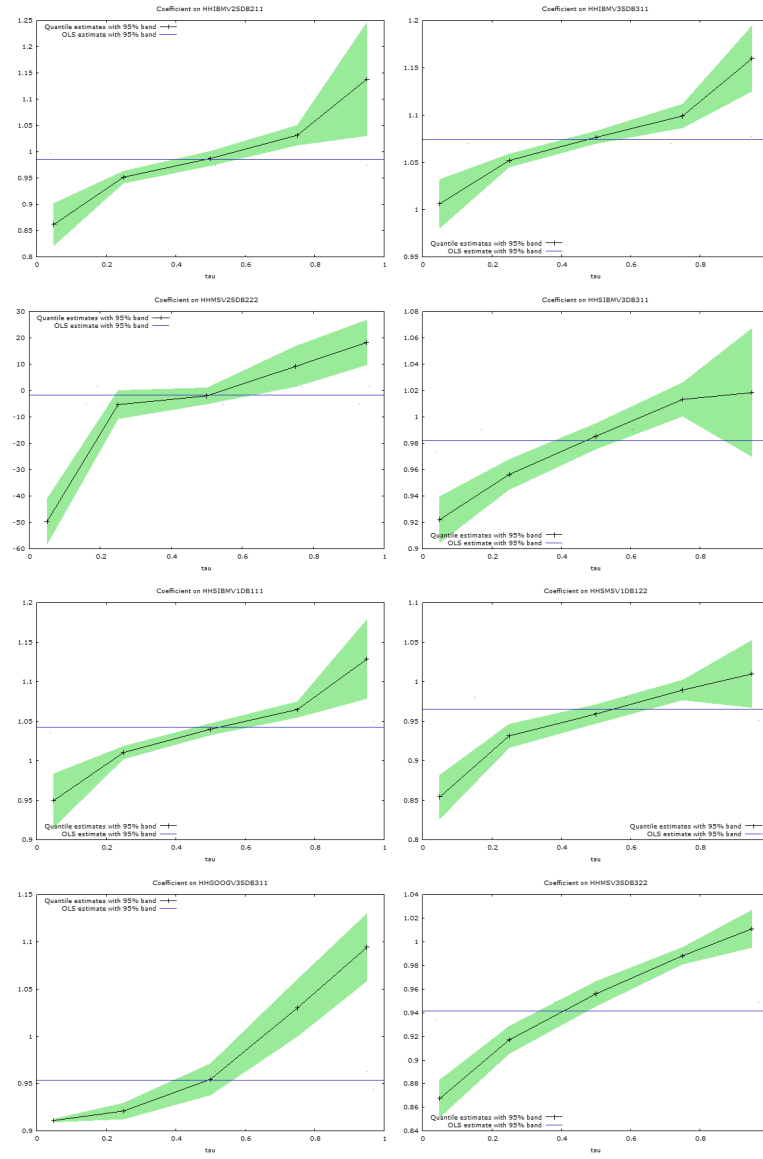 Coefficient on HHIBMV2SDB211
1.25
1.2
1.15
1.1
1.05
1
0.95
0.9
0.85
0.8
Quantile estimates with 95% band
OLS estimate with 95% band
0 0.2 0.4 0.6 0.8 1
tau
Coefficient on HHIBMV3SDB311
1.2
1.15
1.1
1.05
1
0.95
Quantile estimates with 95% band
OLS estimate with 95% band
0 0.2 0.4 0.6 0.8
tau
Coefficient on HHMSV2SDB222
30
20
10
0
-10
-20
-30
-40
-50
-60
Quantile estimates with 95% band
OLS estimate with 95% band
0 0.2 0.4 0.6 0.8 1
tau
Coefficient on HHSIBMV3DB311
1.08
1.06
1.04
1.02
1
0.98
0.96
0.94
0.92
0.9
Quantile estimates with 95% band
OLS estimate with 95% band
0 0.2 0.4 0.6 0.8
tau
Coefficient on HHSIBMV1DB111
1.2
1.15
1.1
1.05
1
0.95
0.9
Quantile estimates with 95% band
OLS estimate with 95% band
0 0.2 0.4 0.6 0.8 1
tau
Coefficient on HHSMSV1DB122
1.1
1.05
1
0.95
0.9
0.85
0.8
Quantile estimates with 95% band
OLS estimate with 95% band
0 0.2 0.4 0.6 0.8
tau
Coefficient on HHGOOGV3SDB311
1.15
1.1
1.05
1
0.95
0.9
Quantile estimates with 95% band
OLS estimate with 95% band
0 0.2 0.4 0.6 0.8 1
tau
Coefficient on HHMSV3SDB322
1.04
1.02
1
0.98
0.96
0.94
0.92
0.9
0.88
0.86
0.84
Quantile estimates with 95% band
OLS estimate with 95% band
0 0.2 0.4 0.6 0.8
tau